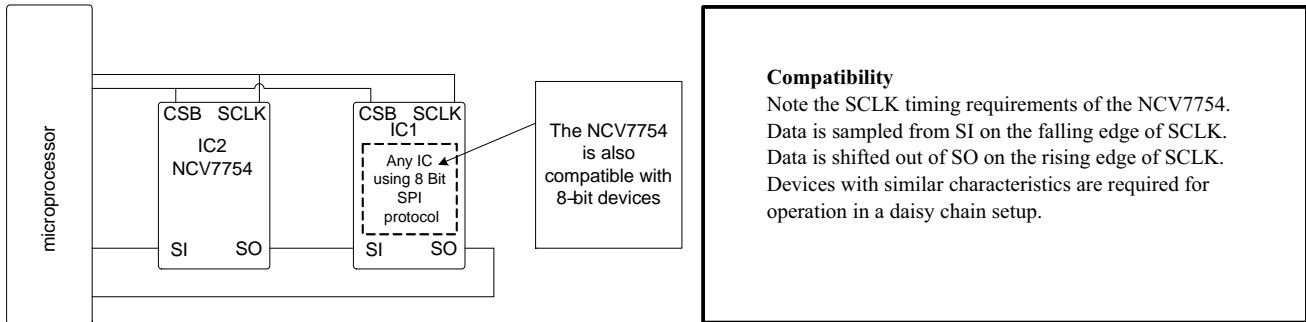 microprocessor
CSB SCLK
IC2
NCV7754
SI SO
CSB SCLK
IC1
Any IC
using 8 Bit
SPI
protocol
SI SO
The NCV7754
is also
compatible with
8–bit devices
Compatibility
Note the SCLK timing requirements of the NCV7754.
Data is sampled from SI on the falling edge of SCLK.
Data is shifted out of SO on the rising edge of SCLK.
Devices with similar characteristics are required for
operation in a daisy chain setup.